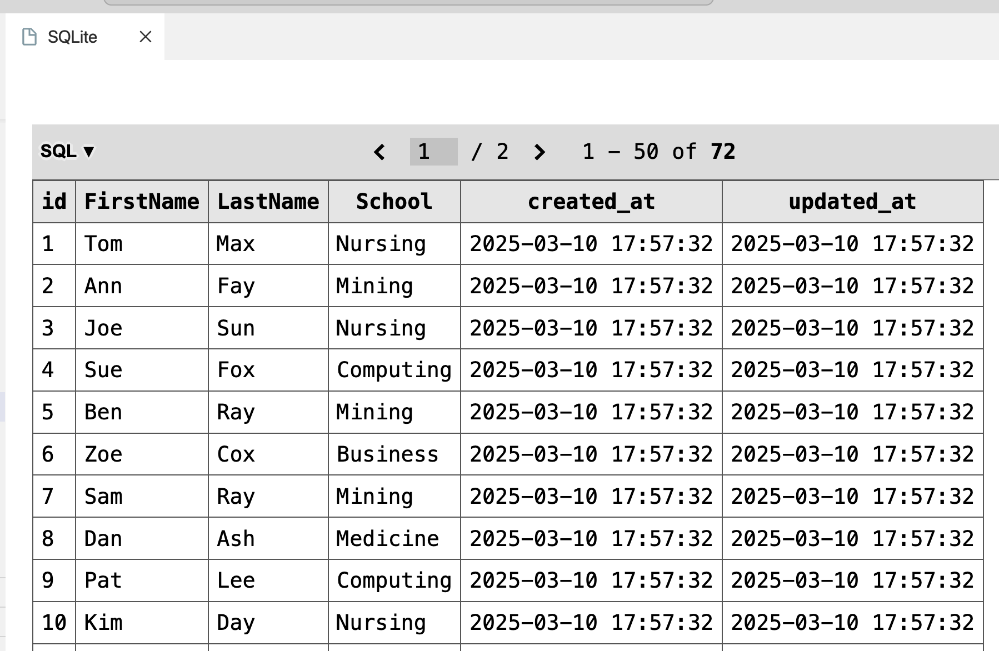 SQLite
SQL ▼ 1 / 2 1 - 50 of 72
id FirstName LastName School created_at updated_at
1 Tom Max Nursing 2025-03-10 17:57:32 2025-03-10 17:57:32
2 Ann Fay Mining 2025-03-10 17:57:32 2025-03-10 17:57:32
3 Joe Sun Nursing 2025-03-10 17:57:32 2025-03-10 17:57:32
4 Sue Fox Computing 2025-03-10 17:57:32 2025-03-10 17:57:32
5 Ben Ray Mining 2025-03-10 17:57:32 2025-03-10 17:57:32
6 Zoe Cox Business 2025-03-10 17:57:32 2025-03-10 17:57:32
7 Sam Ray Mining 2025-03-10 17:57:32 2025-03-10 17:57:32
8 Dan Ash Medicine 2025-03-10 17:57:32 2025-03-10 17:57:32
9 Pat Lee Computing 2025-03-10 17:57:32 2025-03-10 17:57:32
10 Kim Day Nursing 2025-03-10 17:57:32 2025-03-10 17:57:32